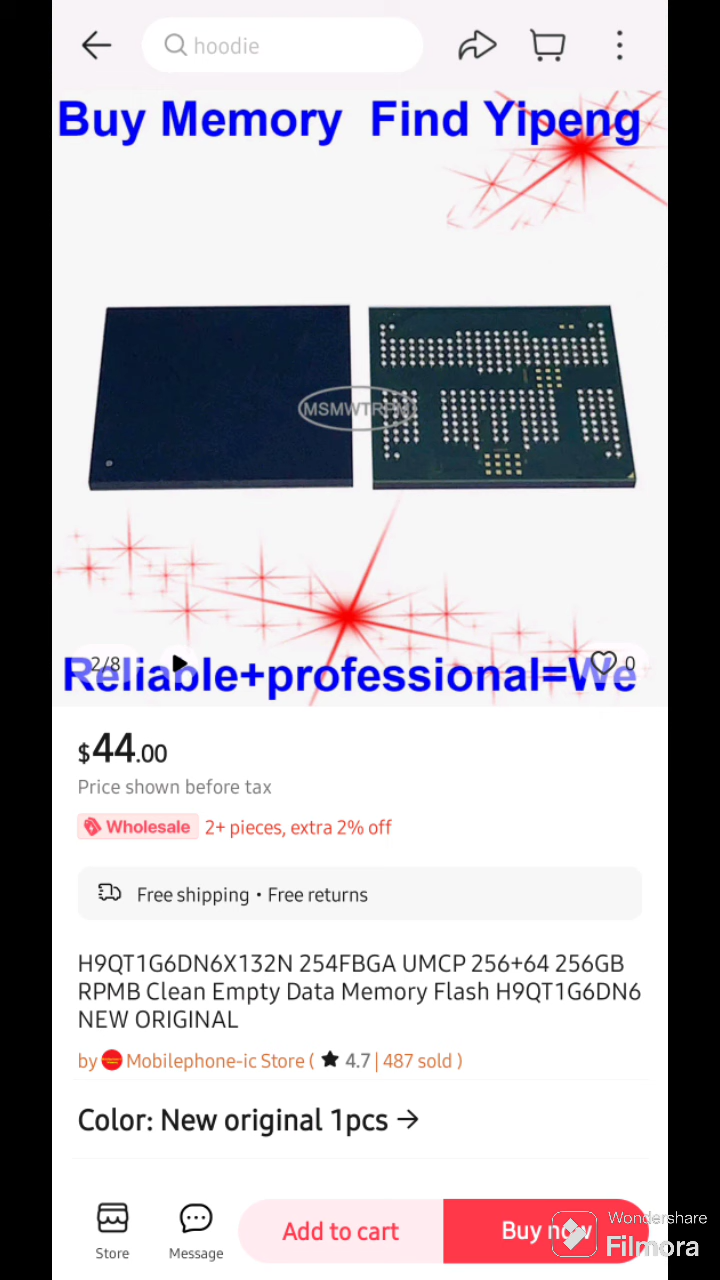 hoodie
Buy Memory Find Yipeng
MSMWTRPM
2/8
0
Reliable+professional=We
$44.00
Price shown before tax
Wholesale 2+ pieces, extra 2% off
Free shipping • Free returns
H9QT1G6DN6X132N 254FBGA UMCP 256+64 256GB
RPMB Clean Empty Data Memory Flash H9QT1G6DN6
NEW ORIGINAL
by Mobilephone-ic Store ( ★ 4.7 | 487 sold )
Color: New original 1pcs →
Store
Message
Add to cart
Buy now
Wondershare
Filmora